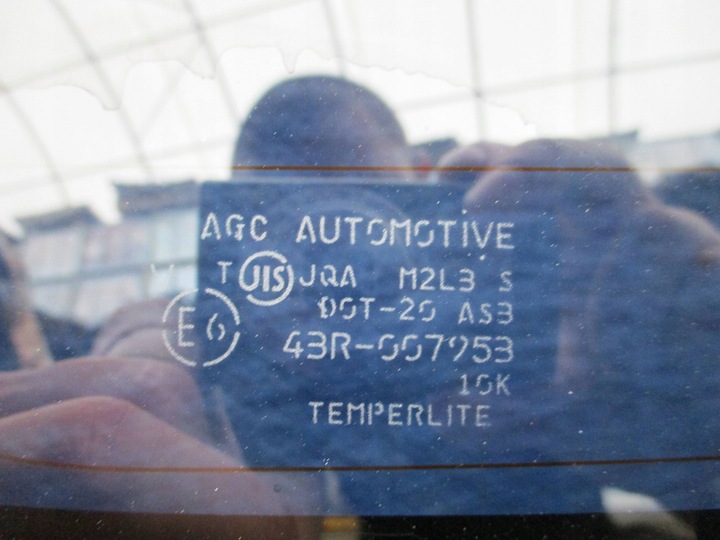 AGC AUTOMOTIVE
T JIS JQA M2L3 S
DOT-20 AS3
E6 43R-007953
10K
TEMPERLITE